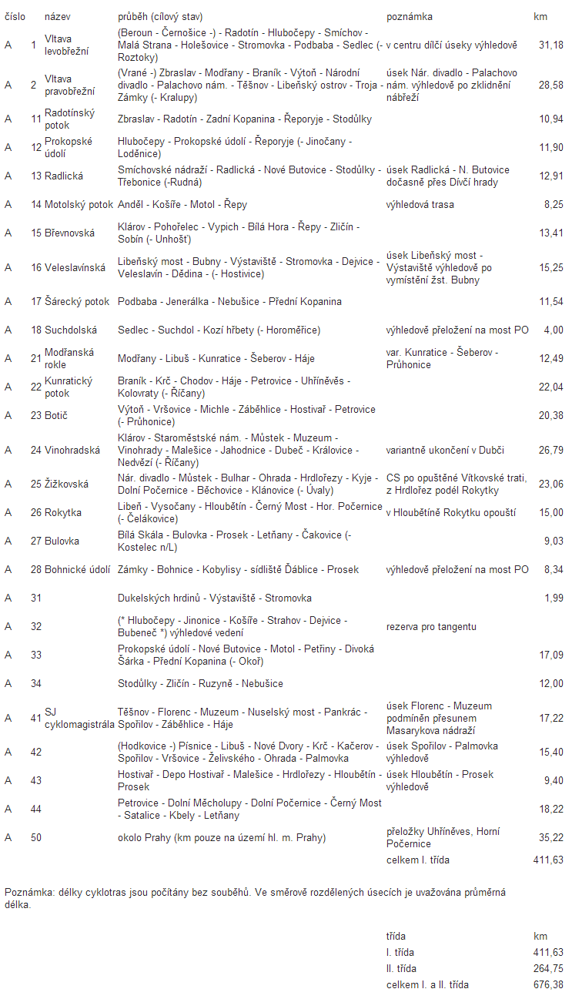 číslo název průběh (cílový stav) poznámka km
A 1 Vltava levobřežní (Beroun - Černošice -) - Radotín - Hlubočepy - Smíchov - Malá Strana - Holešovice - Stromovka - Podbaba - Sedlec (- Roztoky) v centru dílčí úseky výhledově 31,18
A 2 Vltava pravobřežní (Vrané -) Zbraslav - Modřany - Braník - Výtoň - Národní divadlo - Palachovo nám. - Těšnov - Libeňský ostrov - Troja - Zámky (- Kralupy) úsek Nár. divadlo - Palachovo nám. výhledově po zklidnění nábřeží 28,58
A 11 Radotínský potok Zbraslav - Radotín - Zadní Kopanina - Řeporyje - Stodůlky 10,94
A 12 Prokopské údolí Hlubočepy - Prokopské údolí - Řeporyje (- Jinočany - Loděnice) 11,90
A 13 Radlická Smíchovské nádraží - Radlická - Nové Butovice - Stodůlky - Třebonice (-Rudná) úsek Radlická - N. Butovice dočasně přes Dívčí hrady 12,91
A 14 Motolský potok Anděl - Košíře - Motol - Řepy výhledová trasa 8,25
A 15 Břevnovská Klárov - Pohořelec - Vypich - Bílá Hora - Řepy - Zličín - Sobín (- Unhošť) 13,41
A 16 Veleslavínská Libeňský most - Bubny - Výstaviště - Stromovka - Dejvice - Veleslavín - Dědina - (- Hostivice) úsek Libeňský most - Výstaviště výhledově po vymístění žst. Bubny 15,25
A 17 Šárecký potok Podbaba - Jenerálka - Nebušice - Přední Kopanina 11,54
A 18 Suchdolská Sedlec - Suchdol - Kozí hřbety (- Horoměřice) výhledově přeložení na most PO 4,00
A 21 Modřanská rokle Modřany - Libuš - Kunratice - Šeberov - Háje var. Kunratice - Šeberov - Průhonice 12,49
A 22 Kunratický potok Braník - Krč - Chodov - Háje - Petrovice - Uhříněvěs - Kolovraty (- Říčany) 22,04
A 23 Botič Výtoň - Vršovice - Michle - Záběhlice - Hostivař - Petrovice (- Průhonice) 20,38
A 24 Vinohradská Klárov - Staroměstské nám. - Můstek - Muzeum - Vinohrady - Malešice - Jahodnice - Dubeč - Královice - Nedvězí (- Říčany) variantně ukončení v Dubči 26,79
A 25 Žižkovská Nár. divadlo - Můstek - Bulhar - Ohrada - Hrdlořezy - Kyje - Dolní Počernice - Běchovice - Klánovice (- Úvaly) CS po opuštěné Vítkovské trati, z Hrdlořez podél Rokytky 23,06
A 26 Rokytka Libeň - Vysočany - Hloubětín - Černý Most - Hor. Počernice (- Čelákovice) v Hloubětíně Rokytku opouští 15,00
A 27 Bulovka Bílá Skála - Bulovka - Prosek - Letňany - Čakovice (- Kostelec n/L) 9,03
A 28 Bohnické údolí Zámky - Bohnice - Kobylisy - sídliště Ďáblice - Prosek výhledově přeložení na most PO 8,34
A 31 Dukelských hrdinů - Výstaviště - Stromovka 1,99
A 32 (* Hlubočepy - Jinonice - Košíře - Strahov - Dejvice - Bubeneč *) výhledové vedení rezerva pro tangentu
A 33 Prokopské údolí - Nové Butovice - Motol - Petřiny - Divoká Šárka - Přední Kopanina (- Okoř) 17,09
A 34 Stodůlky - Zličín - Ruzyně - Nebušice 12,00
A 41 SJ cyklomagistrála Těšnov - Florenc - Muzeum - Nuselský most - Pankrác - Spořilov - Záběhlice - Háje úsek Florenc - Muzeum podmíněn přesunem Masarykova nádraží 17,22
A 42 (Hodkovice -) Písnice - Libuš - Nové Dvory - Krč - Kačerov - Spořilov - Vršovice - Želivského - Ohrada - Palmovka úsek Spořilov - Palmovka výhledově 15,40
A 43 Hostivař - Depo Hostivař - Malešice - Hrdlořezy - Hloubětín - Prosek úsek Hloubětín - Prosek výhledově 9,40
A 44 Petrovice - Dolní Měcholupy - Dolní Počernice - Černý Most - Satalice - Kbely - Letňany 18,22
A 50 okolo Prahy (km pouze na území hl. m. Prahy) přeložky Uhříněves, Horní Počernice 35,22
celkem I. třída 411,63
Poznámka: délky cyklotras jsou počítány bez souběhů. Ve směrově rozdělených úsecích je uvažována průměrná
délka.
třída km
I. třída 411,63
II. třída 264,75
celkem I. a II. třída 676,38